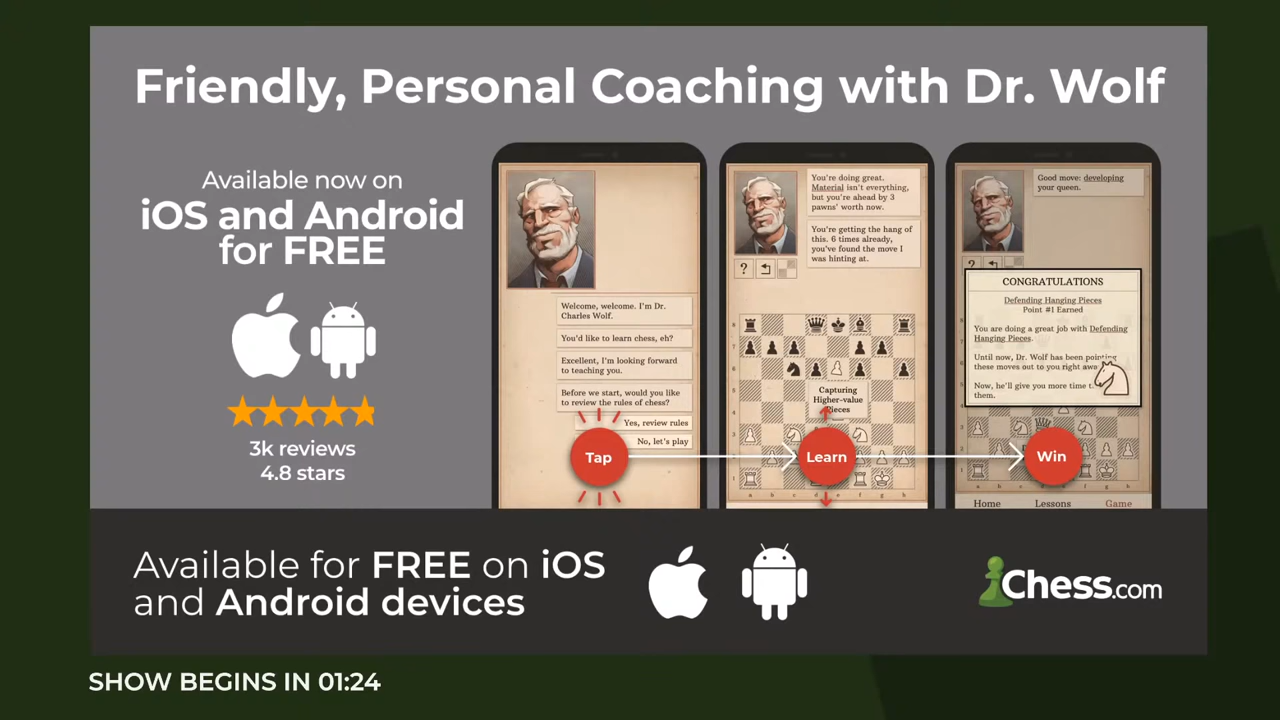 Friendly, Personal Coaching with Dr. Wolf
Available now on
iOS and Android
for FREE
3k reviews
4.8 stars
Welcome, welcome. I'm Dr.
Charles Wolf.
You'd like to learn chess, eh?
Excellent, I'm looking forward
to teaching you.
Before we start, would you like
to review the rules of chess?
Yes, review rules
No, let's play
Tap
You're doing great.
Material isn't everything,
but you're ahead by 3
pawns' worth now.
You're getting the hang of
this. 6 times already,
you've found the move I
was hinting at.
?
8
7
6
Capturing
Higher-value
Pieces
Learn
a b c d e f g h
Good move: developing
your queen.
?
CONGRATULATIONS
Defending Hanging Pieces
Point #1 Earned
You are doing a great job with Defending
Hanging Pieces.
Until now, Dr. Wolf has been pointing
these moves out to you right
Now, he'll give you more time
them.
Win
Home Lessons Game
Available for FREE on iOS
and Android devices
Chess.com
SHOW BEGINS IN 01:24